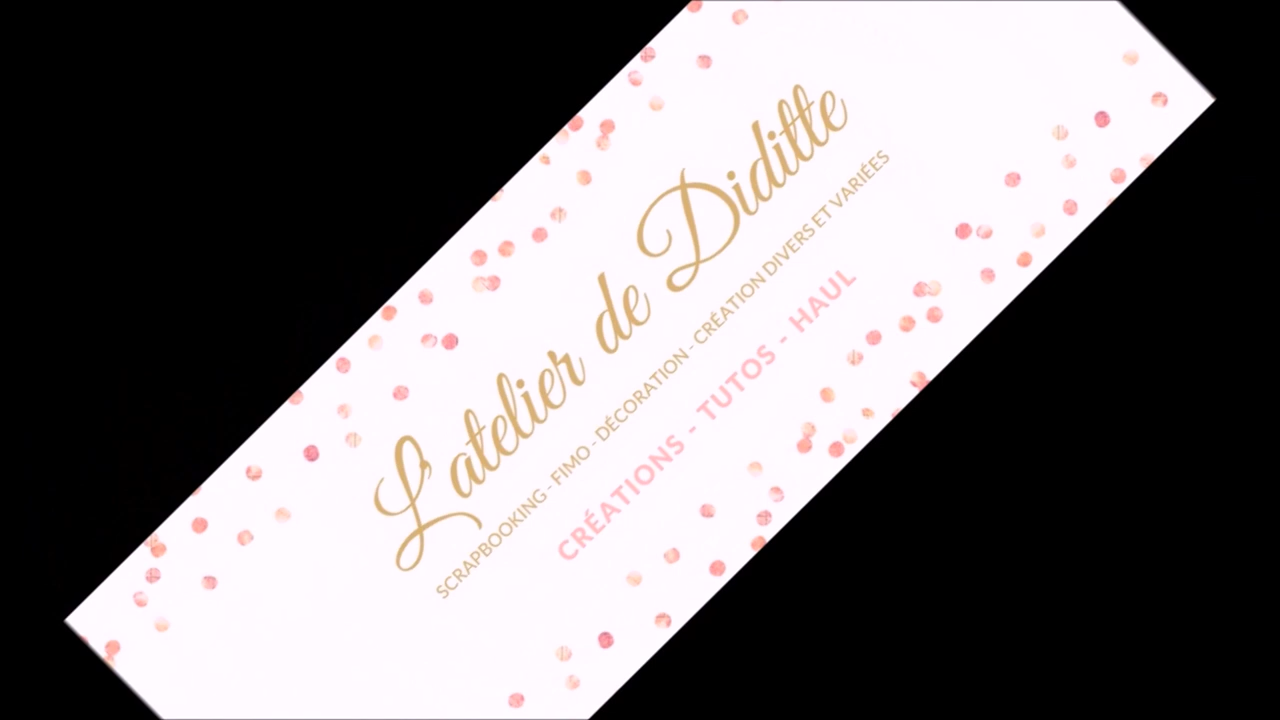 L'atelier de Diditte
SCRAPBOOKING - FIMO - DÉCORATION - CRÉATION DIVERS ET VARIÉES
CRÉATIONS - TUTOS - HAUL